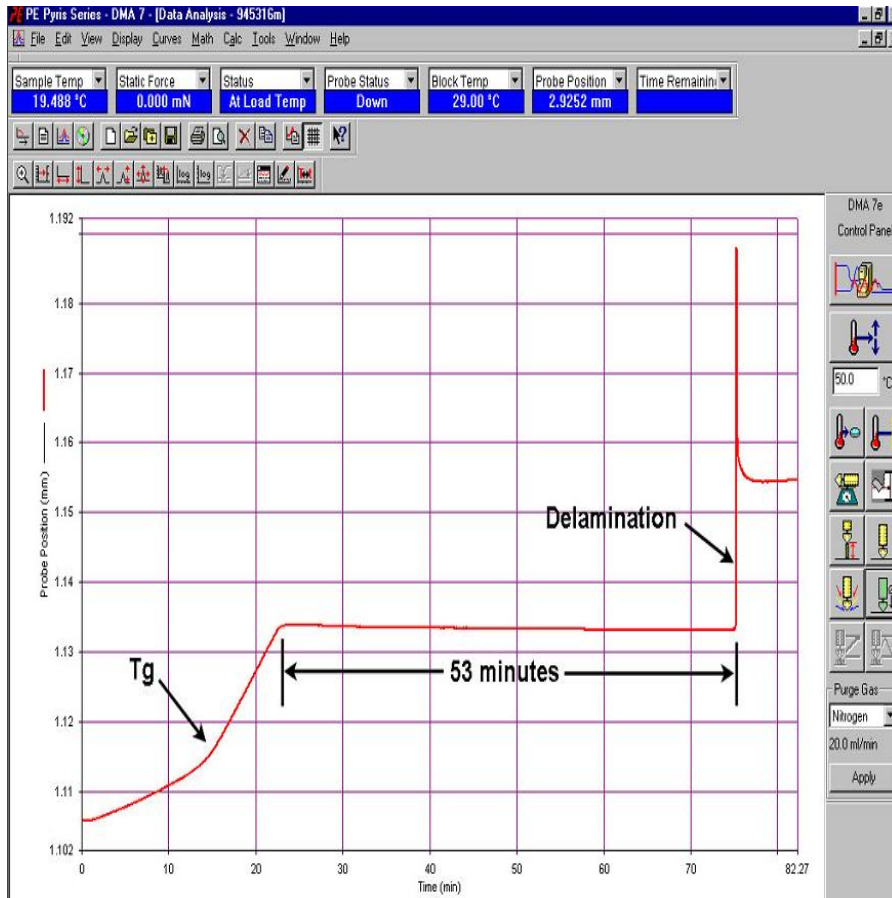 PE Pyris Series - DMA 7 - [Data Analysis - 945316m]
File Edit View Display Curves Math Calc Tools Window Help
Sample Temp Static Force Status Probe Status Block Temp Probe Position Time Remainin
19.488 °C 0.000 mN At Load Temp Down 29.00 °C 2.9252 mm
log log
DMA 7e
Control Pane
50.0 °C
1.192
1.18
1.17
1.16
1.15
1.14
1.13
1.12
1.11
1.102
Probe Position (mm)
Delamination
Tg
53 minutes
0 10 20 30 40 50 60 70 82.27
Time (min)
Purge Gas
Nitrogen
20.0 ml/min
Apply